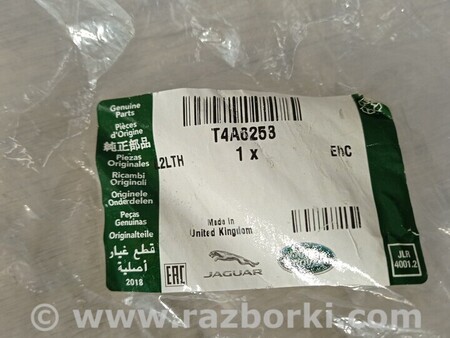 Genuine
Parts
Pièces
d'Origine
純正部品
Piezas
Originales
Ricambi
Originali
Originele
Onderdelen
Peças
Genuinas
Originalteile
قطع غيار
أصلية
2018
T4A6253
1 x
EhC
Made in
United Kingdom
EAC
JAGUAR
JLR
4001.2
© www.razborki.com